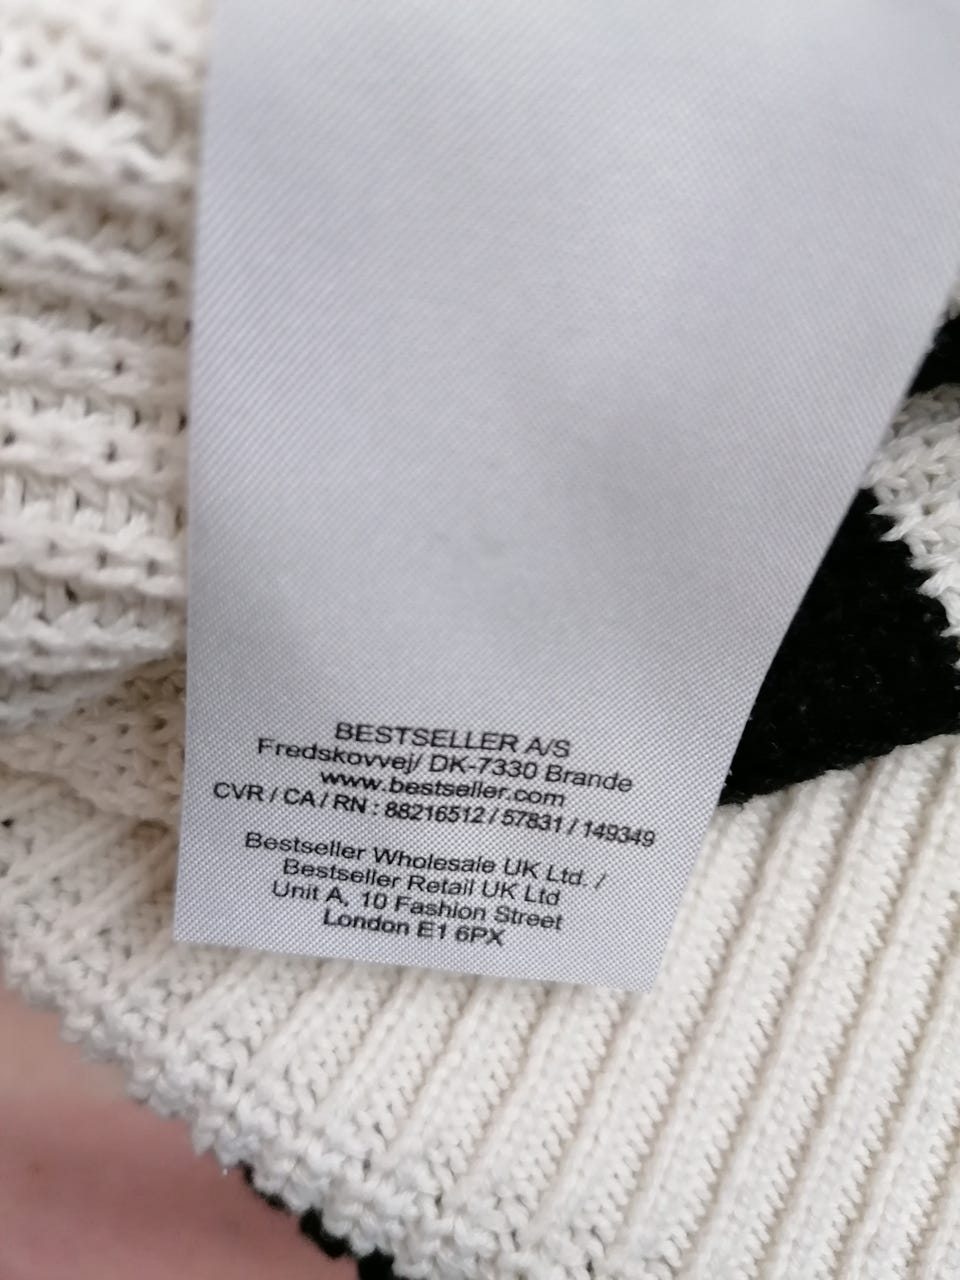 BESTSELLER A/S
Fredskovvej/ DK-7330 Brande
www.bestseller.com
CVR / CA / RN : 88216512 / 57831 / 149349
Bestseller Wholesale UK Ltd. /
Bestseller Retail UK Ltd
Unit A, 10 Fashion Street
London E1 6PX